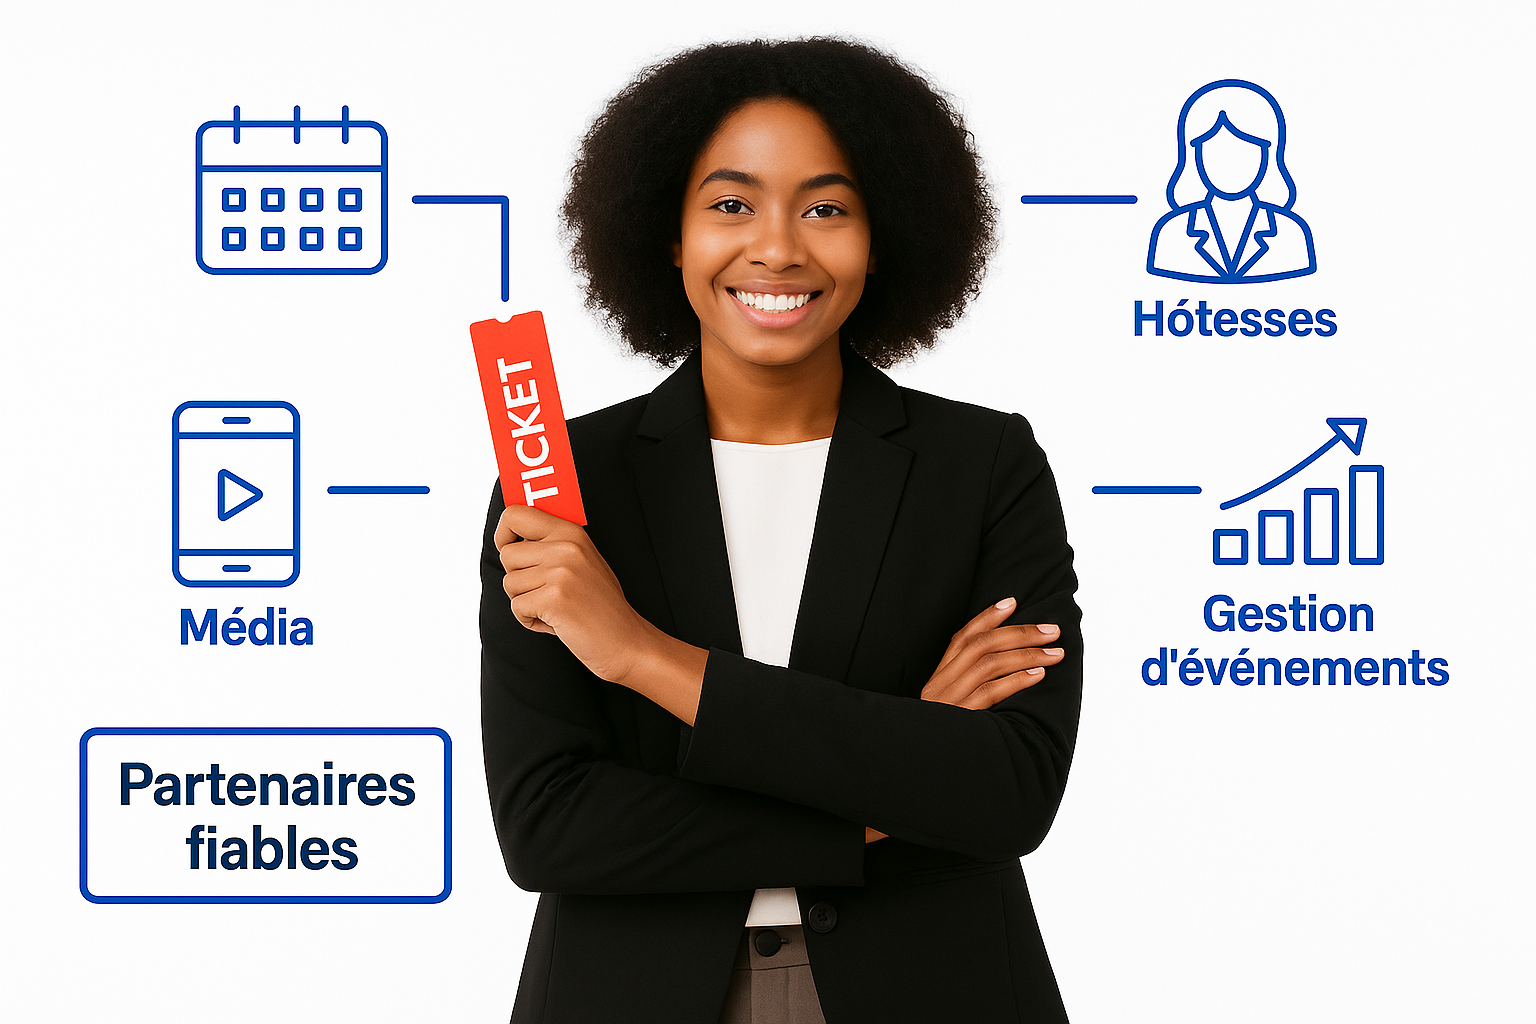 Hótesses
TICKET
Média
Gestion
d'événements
Partenaires
fiables